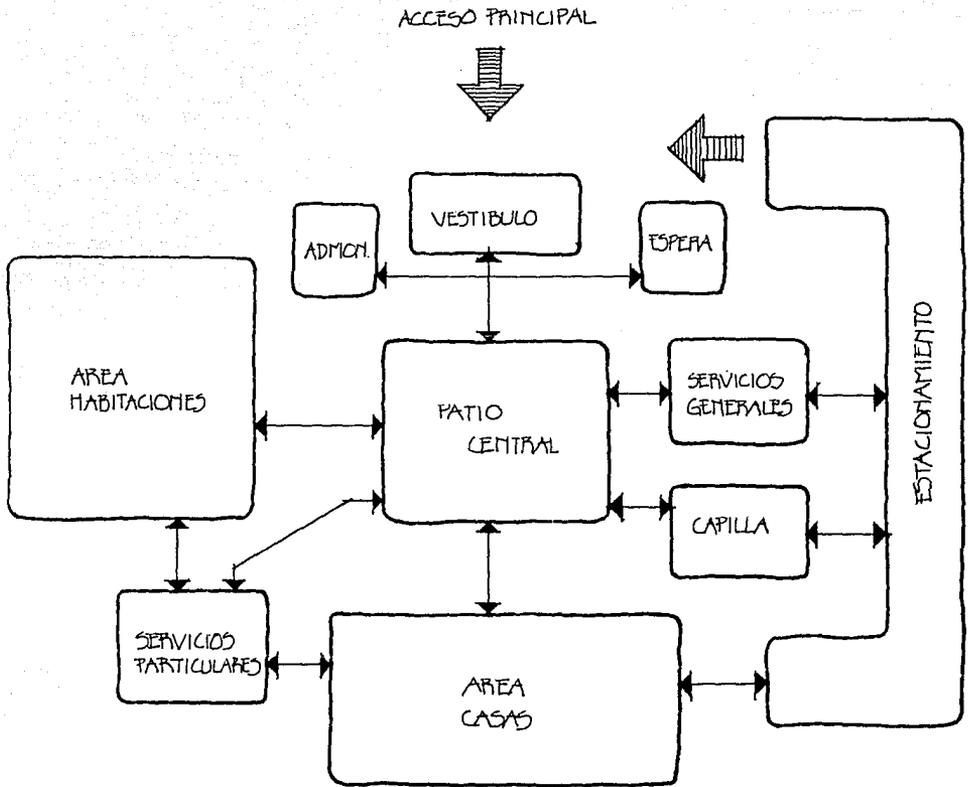 ACCESO PRINCIPAL
VESTIBULO
ADMON.
ESPERA
AREA
HABITACIONES
PATIO
CENTRAL
SERVICIOS
GENERALES
ESTACIONAMIENTO
CAPILLA
SERVICIOS
PARTICULARES
AREA
CASAS